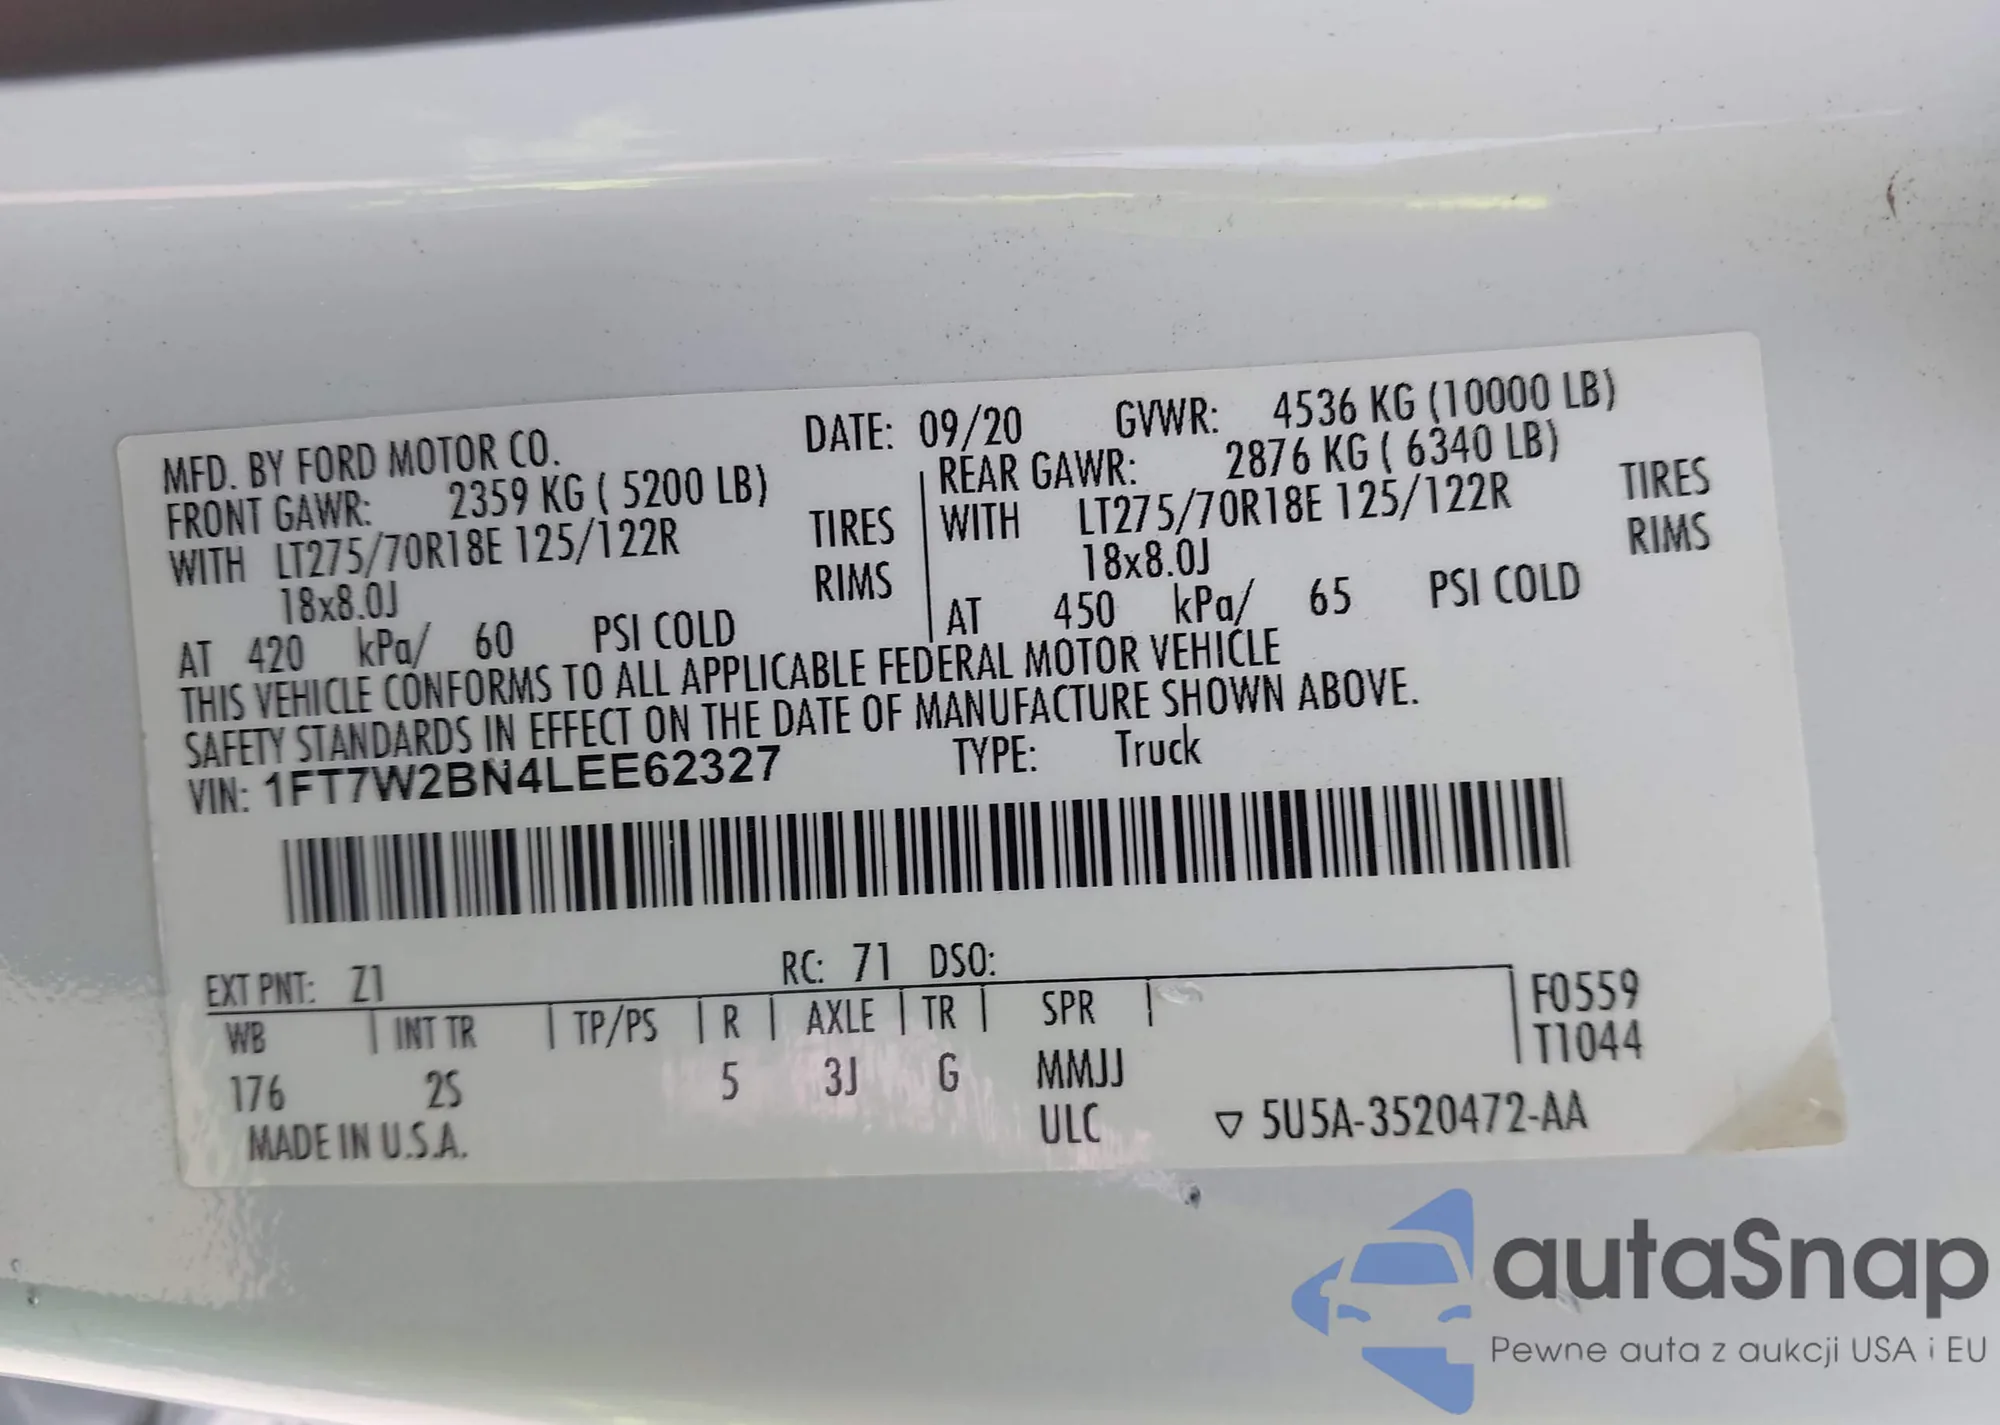 MFD. BY FORD MOTOR CO. DATE: 09/20 GVWR: 4536 KG (10000 LB)
FRONT GAWR: 2359 KG ( 5200 LB) REAR GAWR: 2876 KG ( 6340 LB)
WITH LT275/70R18E 125/122R TIRES WITH LT275/70R18E 125/122R TIRES
18x8.0J RIMS 18x8.0J RIMS
AT 420 kPa/ 60 PSI COLD AT 450 kPa/ 65 PSI COLD
THIS VEHICLE CONFORMS TO ALL APPLICABLE FEDERAL MOTOR VEHICLE
SAFETY STANDARDS IN EFFECT ON THE DATE OF MANUFACTURE SHOWN ABOVE.
VIN: 1FT7W2BN4LEE62327 TYPE: Truck
EXT PNT: Z1 RC: 71 DSO:
WB INT TR TP/PS R AXLE TR SPR F0559
T1044
176 2S 5 3J G MMJJ
MADE IN U.S.A. ULC ▽ 5U5A-3520472-AA
autaSnap
Pewne auta z aukcji USA i EU